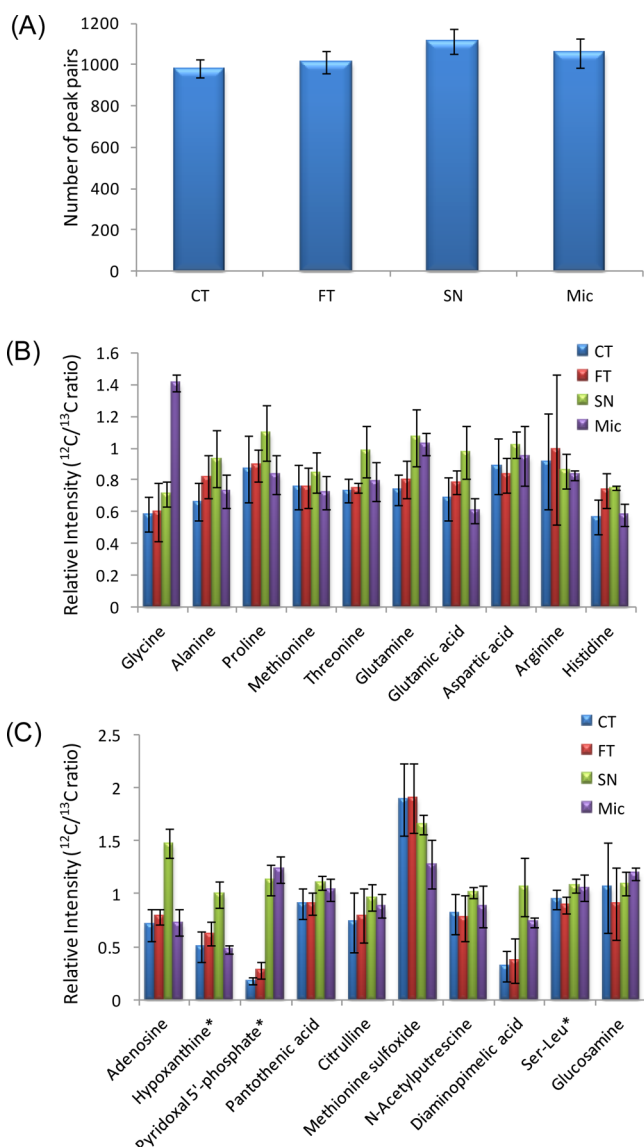 (A)
Number of peak pairs
1200
1000
800
600
400
200
0
CT
FT
SN
Mic
(B)
Relative Intensity (¹²C/¹³C ratio)
1.6
1.4
1.2
1
0.8
0.6
0.4
0.2
0
CT
FT
SN
Mic
Glycine
Alanine
Proline
Methionine
Threonine
Glutamine
Glutamic acid
Aspartic acid
Arginine
Histidine
(C)
Relative Intensity (¹²C/¹³C ratio)
2.5
2
1.5
1
0.5
0
CT
FT
SN
Mic
Adenosine
Hypoxanthine*
Pyridoxal 5'-phosphate*
Pantothenic acid
Citrulline
Methionine sulfoxide
N-Acetylputrescine
Diaminopimelic acid
Ser-Leu*
Glucosamine